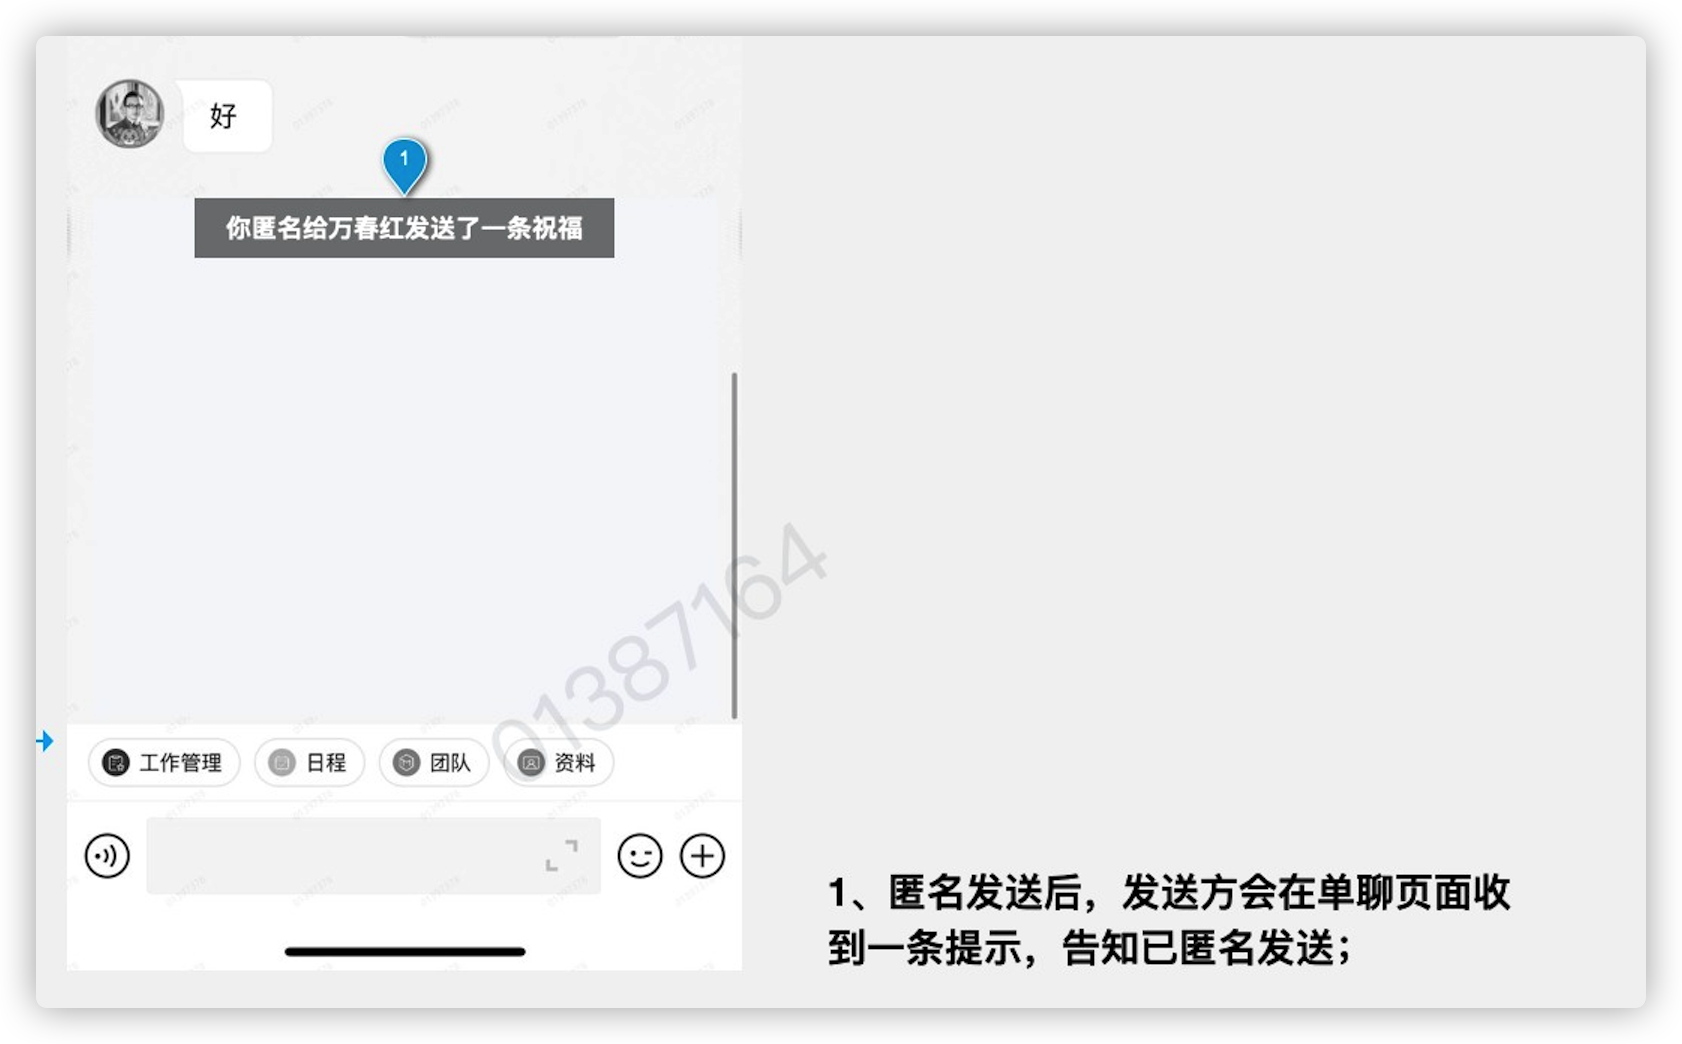 好
1
你匿名给万春红发送了一条祝福
01387164
工作管理
日程
团队
资料
1、匿名发送后，发送方会在单聊页面收
到一条提示，告知已匿名发送；